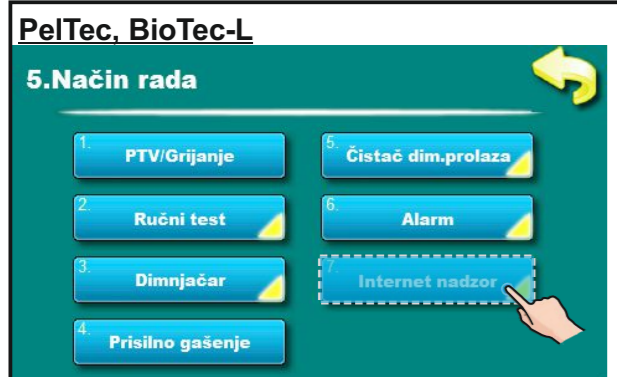 PelTec, BioTec-L
5.Način rada
1. PTV/Grijanje
2. Ručni test
3. Dimnjačar
4. Prisilno gašenje
5. Čistač dim.prolaza
6. Alarm
7. Internet nadzor